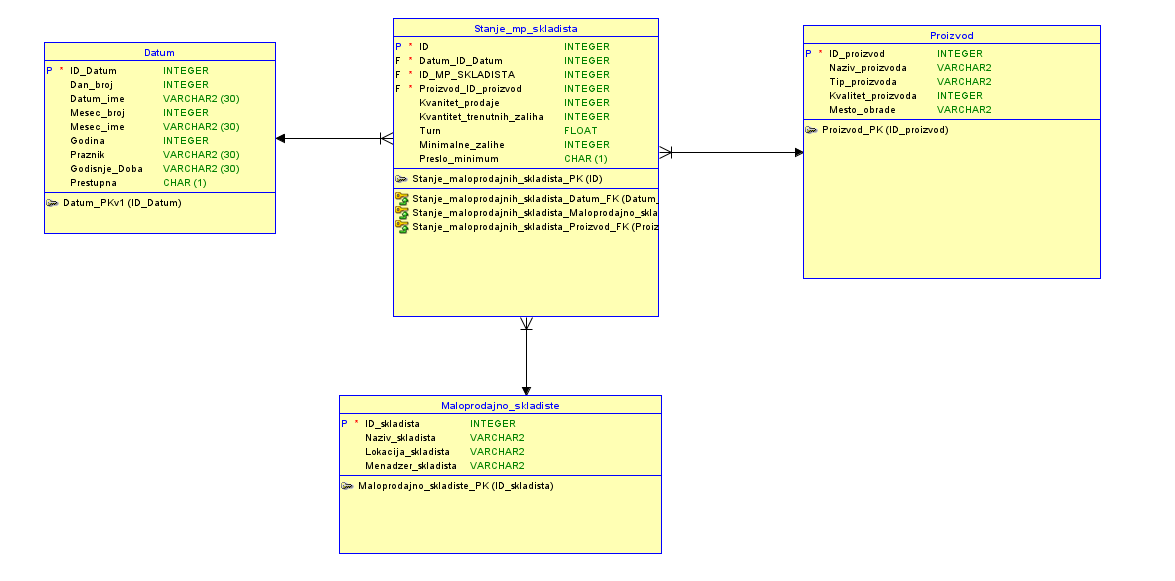 Datum
P * ID_Datum INTEGER
Dan_broj INTEGER
Datum_ime VARCHAR2 (30)
Mesec_broj INTEGER
Mesec_ime VARCHAR2 (30)
Godina INTEGER
Praznik VARCHAR2 (30)
Godisnje_Doba VARCHAR2 (30)
Prestupna CHAR (1)
Datum_PKv1 (ID_Datum)
Stanje_mp_skladista
P * ID INTEGER
F * Datum_ID_Datum INTEGER
F * ID_MP_SKLADISTA INTEGER
F * Proizvod_ID_proizvod INTEGER
Kvanitet_prodaje INTEGER
Kvantitet_trenutnih_zaliha INTEGER
Turn FLOAT
Minimalne_zalihe INTEGER
Preslo_minimum CHAR (1)
Stanje_maloprodajnih_skladista_PK (ID)
Stanje_maloprodajnih_skladista_Datum_FK (Datum_
Stanje_maloprodajnih_skladista_Maloprodajno_skla
Stanje_maloprodajnih_skladista_Proizvod_FK (Proiz
Proizvod
P * ID_proizvod INTEGER
Naziv_proizvoda VARCHAR2
Tip_proizvoda VARCHAR2
Kvalitet_proizvoda INTEGER
Mesto_obrade VARCHAR2
Proizvod_PK (ID_proizvod)
Maloprodajno_skladiste
P * ID_skladista INTEGER
Naziv_skladista VARCHAR2
Lokacija_skladista VARCHAR2
Menadzer_skladista VARCHAR2
Maloprodajno_skladiste_PK (ID_skladista)